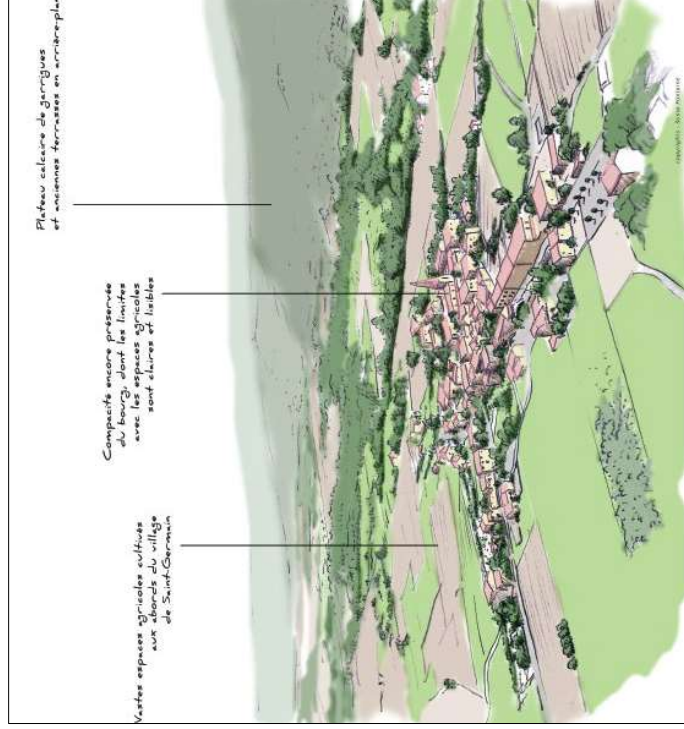 Vastes espaces agricoles cultivés
aux abords du village
de Saint-Germain
Compacité encore préservée
du bourg, dont les limites
avec les espaces agricoles
sont claires et lisibles
Plateau calcaire de garrigues
et anciennes terrasses en arrière-plan